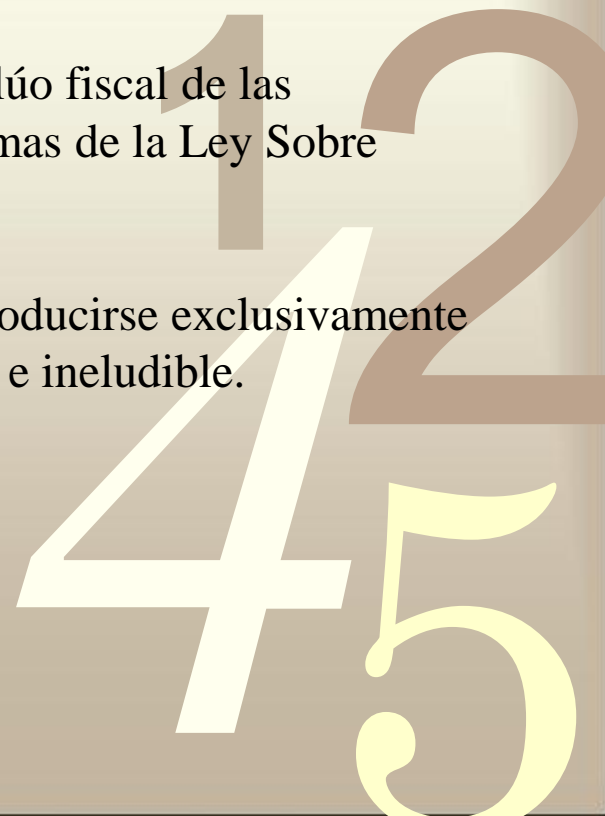 lúo fiscal de las
mas de la Ley Sobre
oducirse exclusivamente
e ineludible.
1
2
4
5